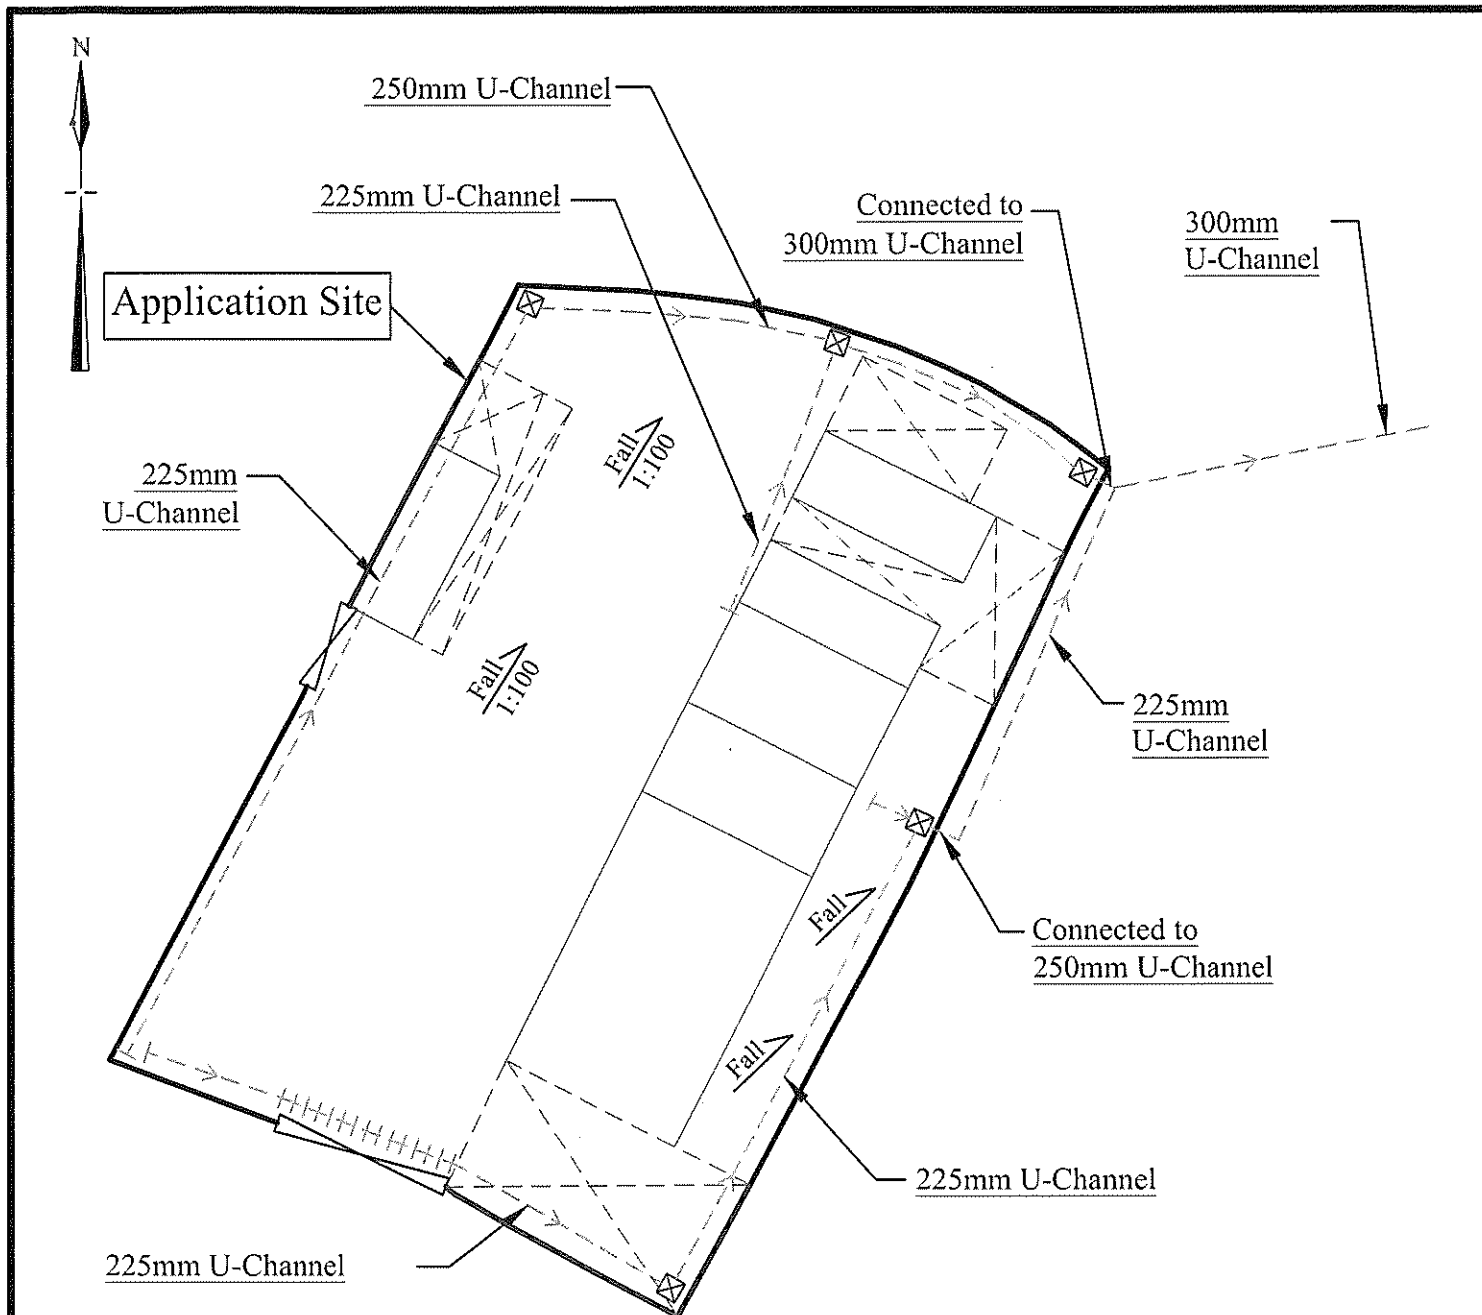 N
250mm U-Channel
225mm U-Channel
Connected to
300mm U-Channel
300mm
U-Channel
Application Site
Fall
1:100
225mm
U-Channel
Fall
1:100
225mm
U-Channel
Fall
Connected to
250mm U-Channel
Fall
225mm U-Channel
225mm U-Channel